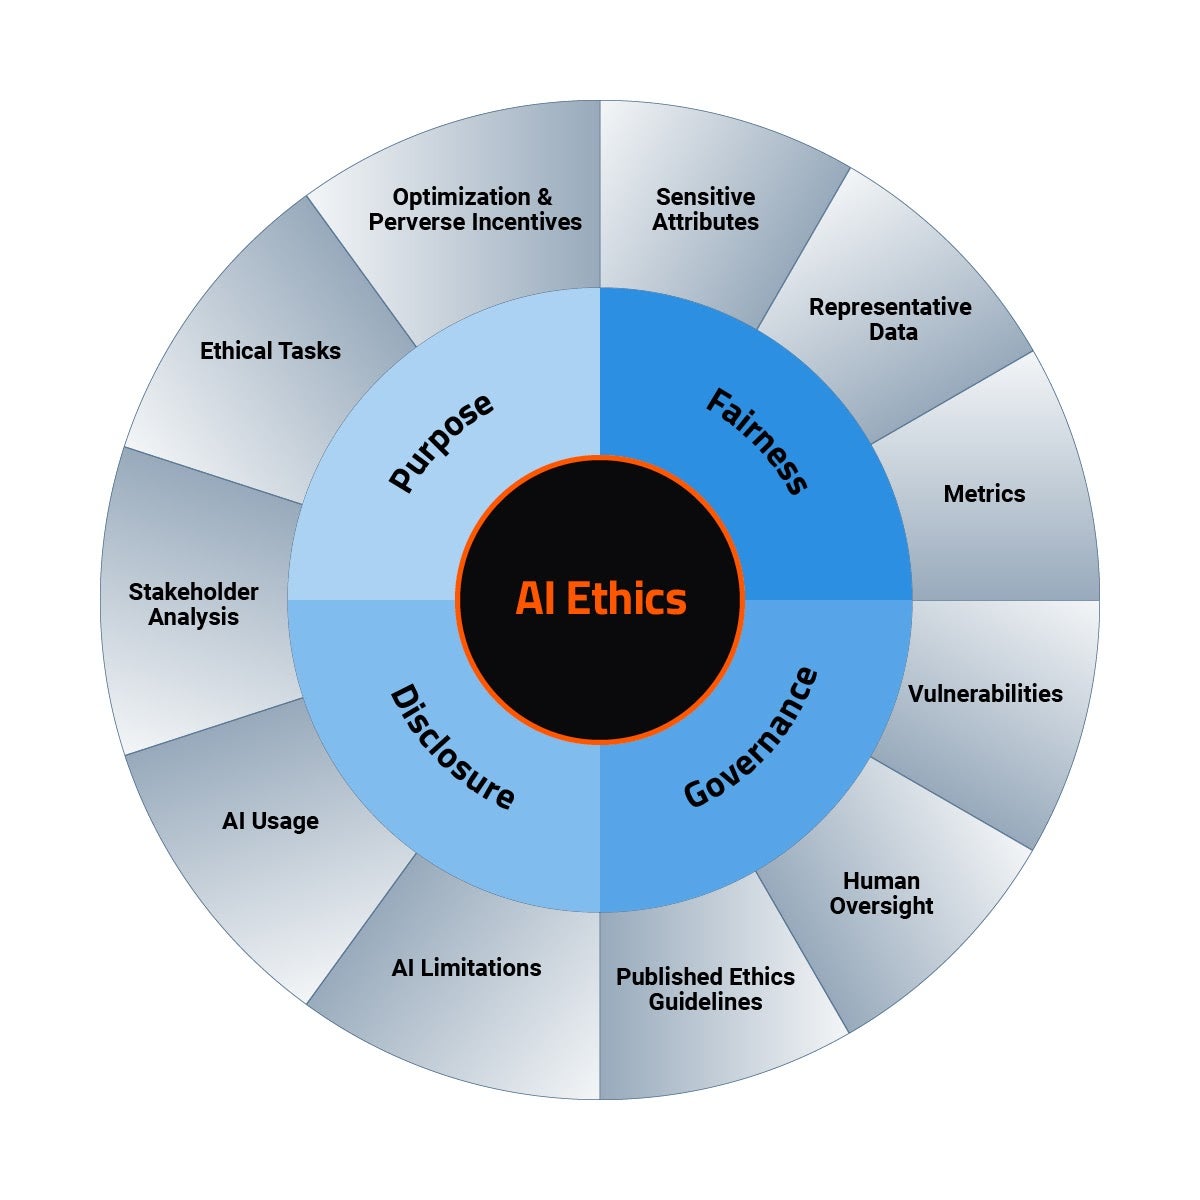 Optimization &
Perverse Incentives
Sensitive
Attributes
Representative
Data
Ethical Tasks
Purpose
Fairness
Metrics
Stakeholder
Analysis
AI Ethics
Vulnerabilities
Disclosure
Governance
AI Usage
Human
Oversight
AI Limitations
Published Ethics
Guidelines